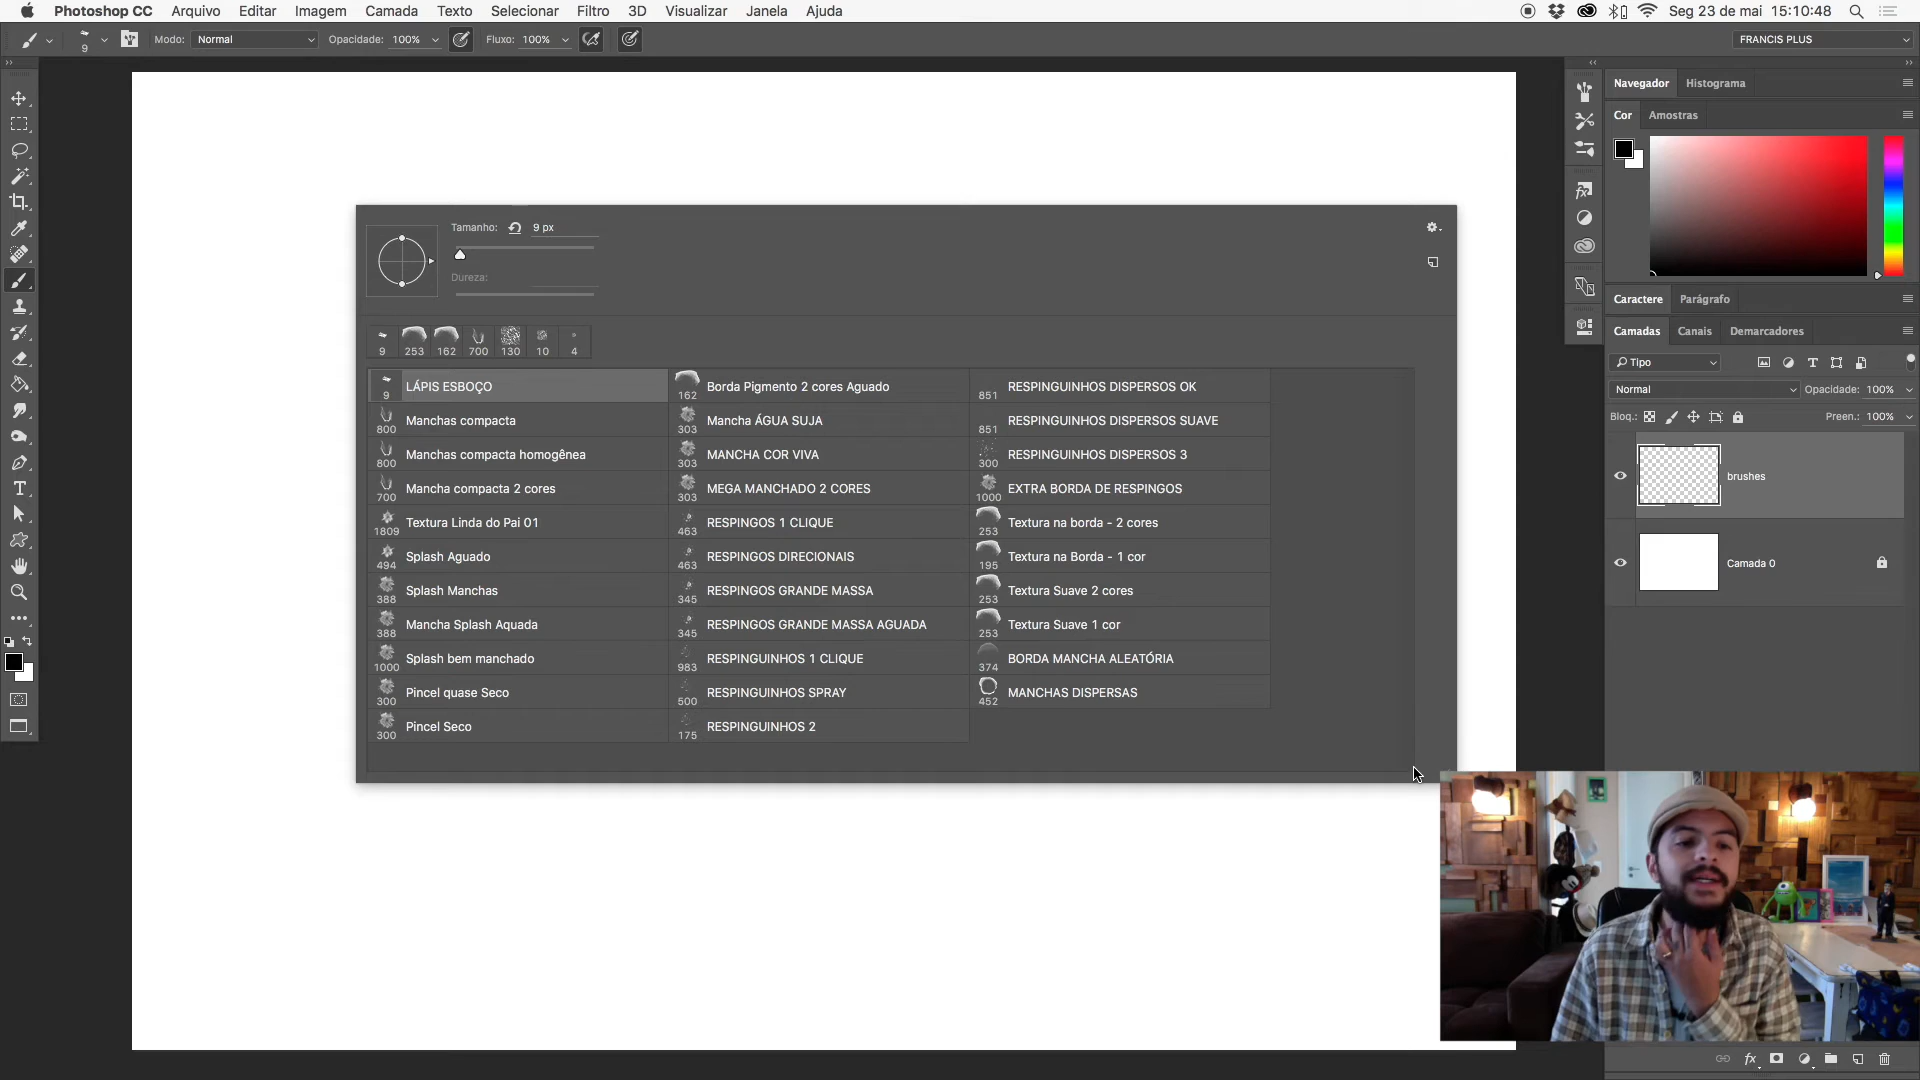 Photoshop CC Arquivo Editar Imagem Camada Texto Selecionar Filtro 3D Visualizar Janela Ajuda Seg 23 de mai 15:10:48
9 Modo: Normal Opacidade: 100% Fluxo: 100% FRANCIS PLUS
Navegador Histograma
Cor Amostras
Tamanho: 9 px
Dureza:
Caractere Parágrafo
Camadas Canais Demarcadores
9 253 162 700 130 10 4
Tipo
Normal Opacidade: 100%
Bloq.: Preen.: 100%
brushes
Camada 0
9 LÁPIS ESBOÇO
800 Manchas compacta
800 Manchas compacta homogênea
700 Mancha compacta 2 cores
1809 Textura Linda do Pai 01
494 Splash Aguado
388 Splash Manchas
388 Mancha Splash Aquada
1000 Splash bem manchado
300 Pincel quase Seco
300 Pincel Seco
162 Borda Pigmento 2 cores Aguado
303 Mancha ÁGUA SUJA
303 MANCHA COR VIVA
303 MEGA MANCHADO 2 CORES
463 RESPINGOS 1 CLIQUE
463 RESPINGOS DIRECIONAIS
345 RESPINGOS GRANDE MASSA
345 RESPINGOS GRANDE MASSA AGUADA
983 RESPINGUINHOS 1 CLIQUE
500 RESPINGUINHOS SPRAY
175 RESPINGUINHOS 2
851 RESPINGUINHOS DISPERSOS OK
851 RESPINGUINHOS DISPERSOS SUAVE
300 RESPINGUINHOS DISPERSOS 3
1000 EXTRA BORDA DE RESPINGOS
253 Textura na borda - 2 cores
195 Textura na Borda - 1 cor
253 Textura Suave 2 cores
253 Textura Suave 1 cor
374 BORDA MANCHA ALEATÓRIA
452 MANCHAS DISPERSAS